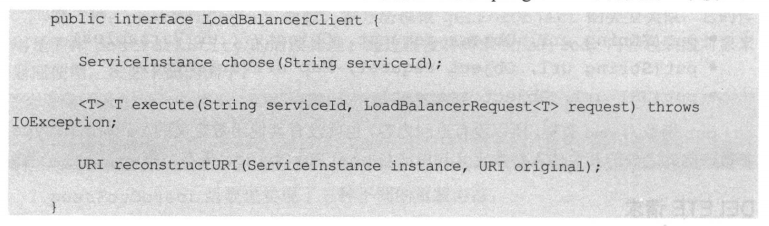 public interface LoadBalancerClient {
ServiceInstance choose(String serviceId);
<T> T execute(String serviceId, LoadBalancerRequest<T> request) throws
IOException;
URI reconstructURI(ServiceInstance instance, URI original);
}